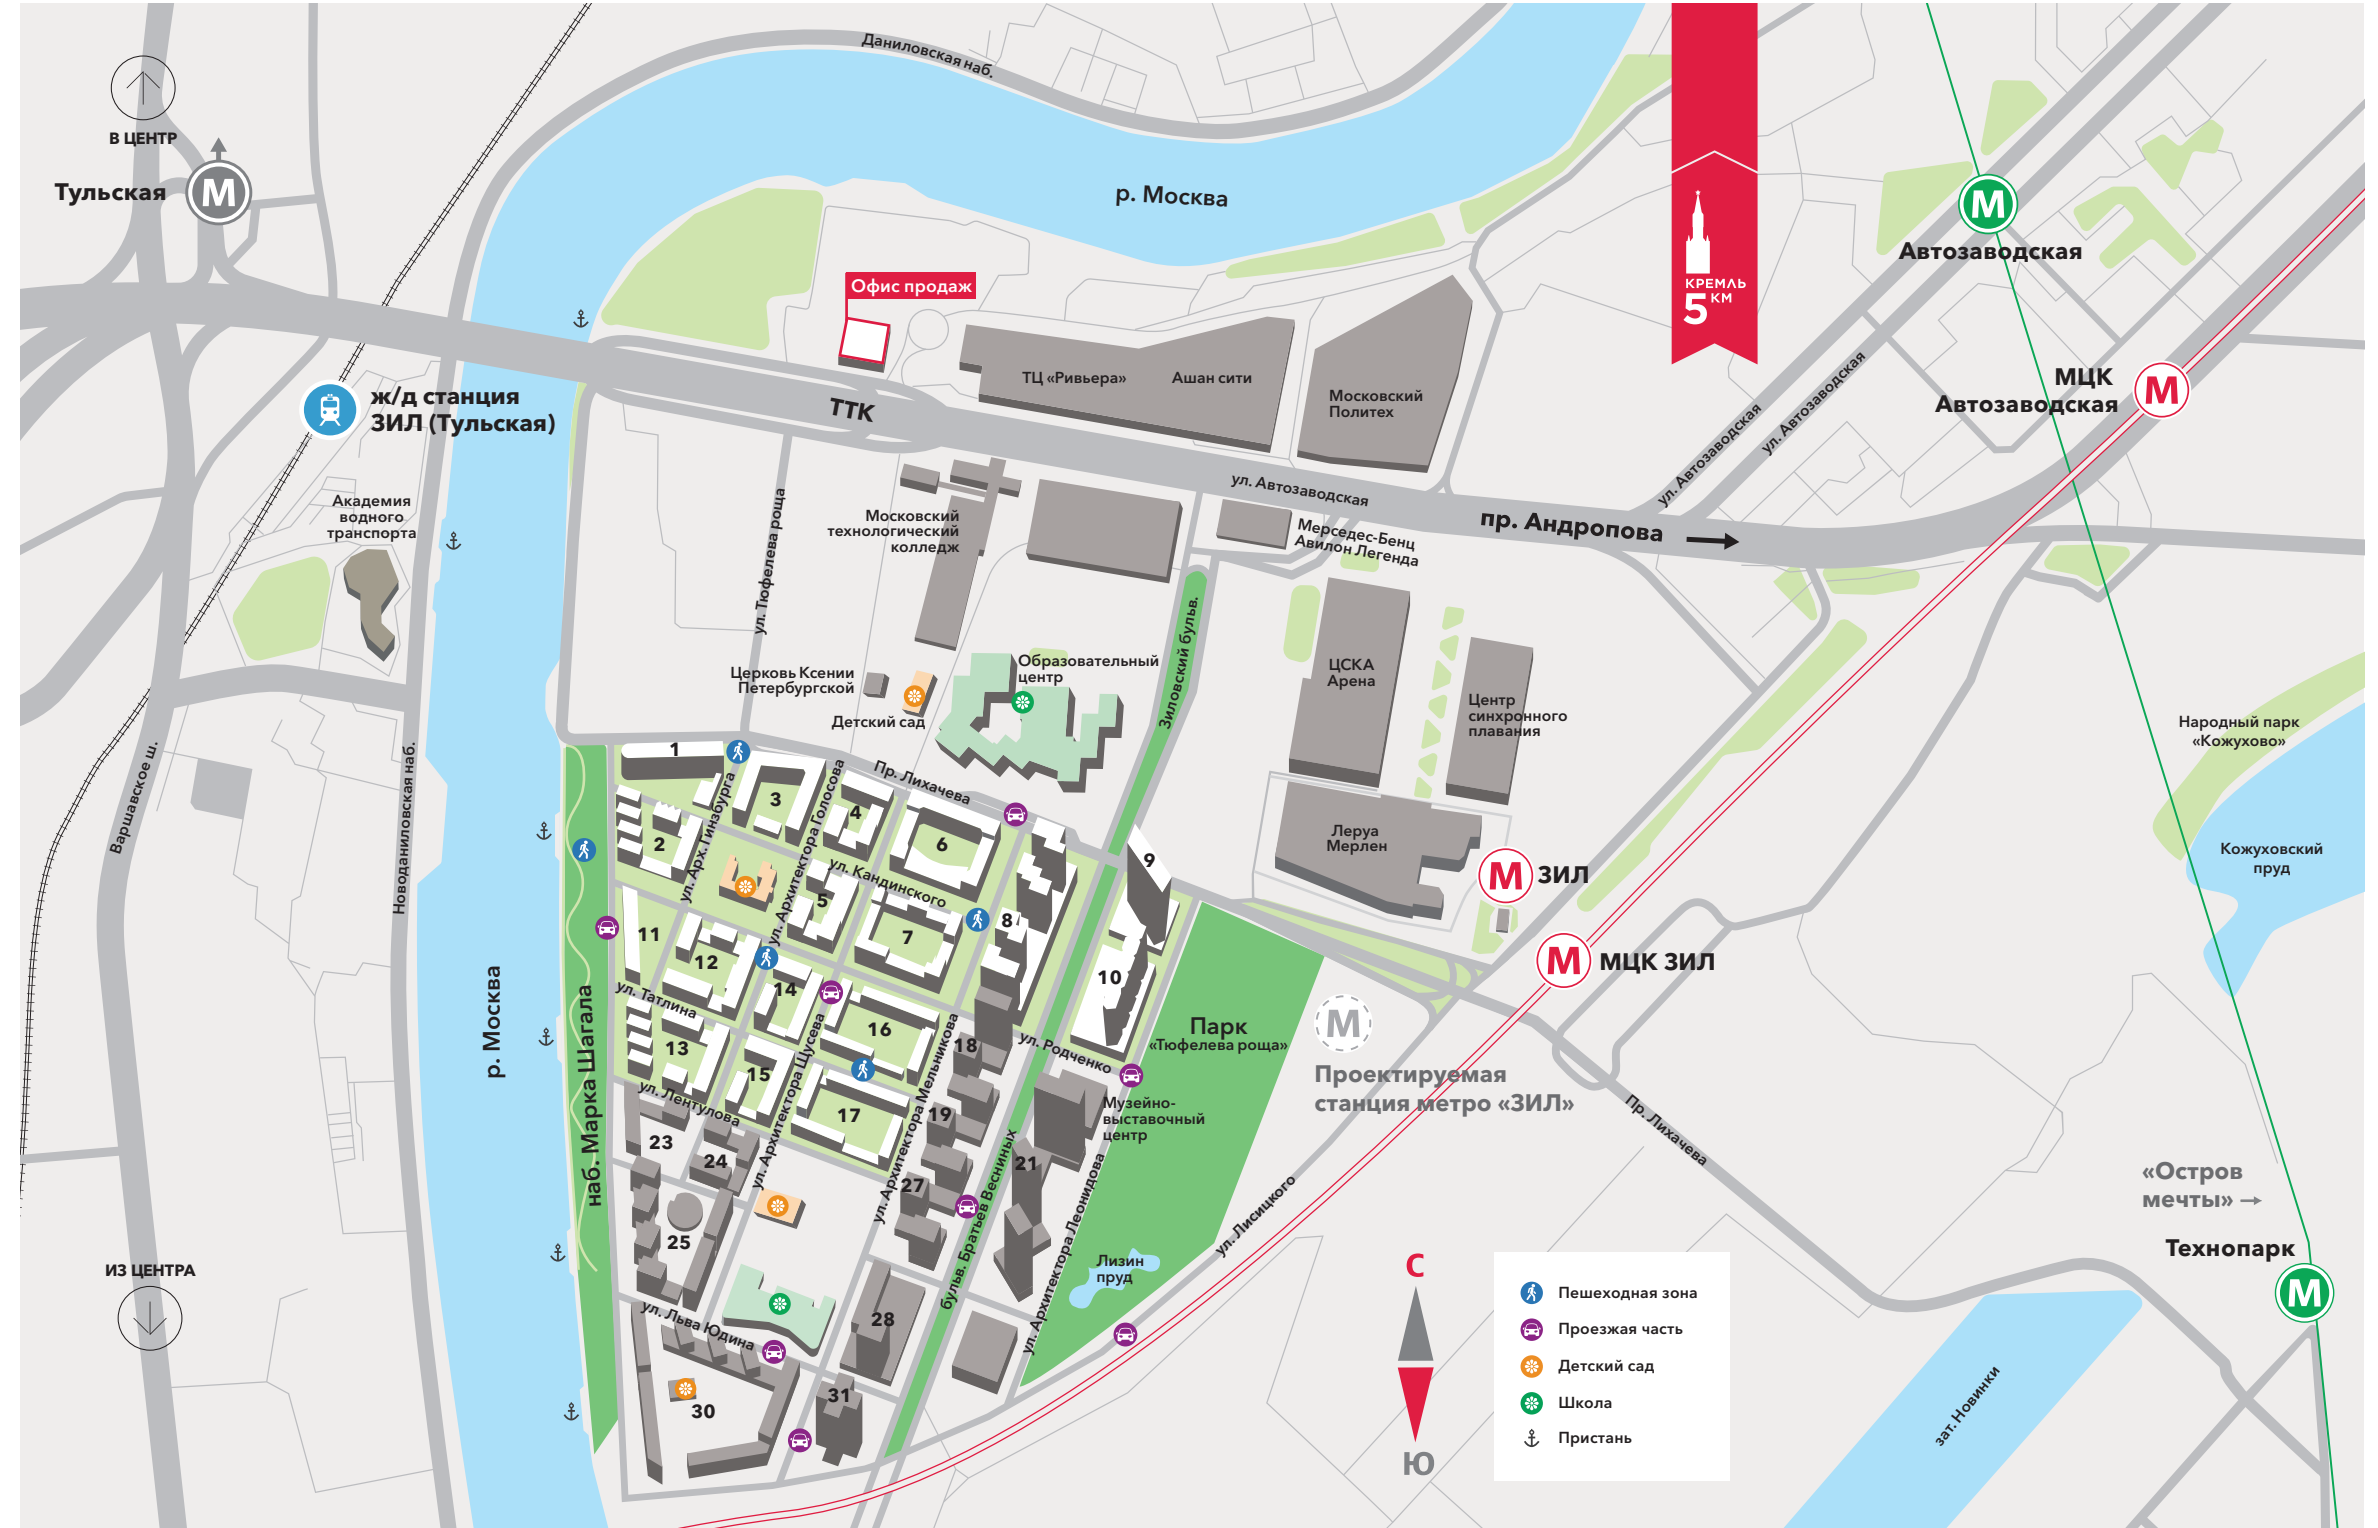 Даниловская наб.
В ЦЕНТР
Тульская
М
р. Москва
М
Автозаводская
Офис продаж
КРЕМЛЬ
5 КМ
ж/д станция
ЗИЛ (Тульская)
ТТК
ТЦ «Ривьера»
Ашан сити
Московский
Политех
МЦК
Автозаводская
М
ул. Автозаводская
ул. Автозаводская
ул. Автозаводская
пр. Андропова
Академия
водного
транспорта
Московский
технологический
колледж
ул. Тюфелева роща
Мерседес-Бенц
Авилон Легенда
Зиловский бульв.
Церковь Ксении
Петербургской
Детский сад
Образовательный
центр
ЦСКА
Арена
Центр
синхронного
плавания
Народный парк
«Кожухово»
Кожуховский
пруд
Варшавское ш.
Новоданиловская наб.
р. Москва
наб. Марка Шагала
Пр. Лихачева
1
2
3
4
5
6
7
8
9
10
11
12
13
14
15
16
17
18
19
21
23
24
25
27
28
30
31
ул. Арх. Гинзбурга
ул. Архитектора Голосова
ул. Кандинского
Леруа
Мерлен
М
ЗИЛ
М
МЦК ЗИЛ
ул. Татлина
ул. Лентулова
ул. Архитектора Щусева
ул. Архитектора Мельникова
ул. Родченко
Парк
«Тюфелева роща»
М
Проектируемая
станция метро «ЗИЛ»
Музейно-
выставочный
центр
Пр. Лихачева
бульв. Братьев Весниных
ул. Архитектора Леонидова
ул. Лисицкого
Лизин
пруд
ул. Льва Юдина
ИЗ ЦЕНТРА
«Остров
мечты»
Технопарк
М
зат. Новинки
С
Ю
Пешеходная зона
Проезжая часть
Детский сад
Школа
Пристань